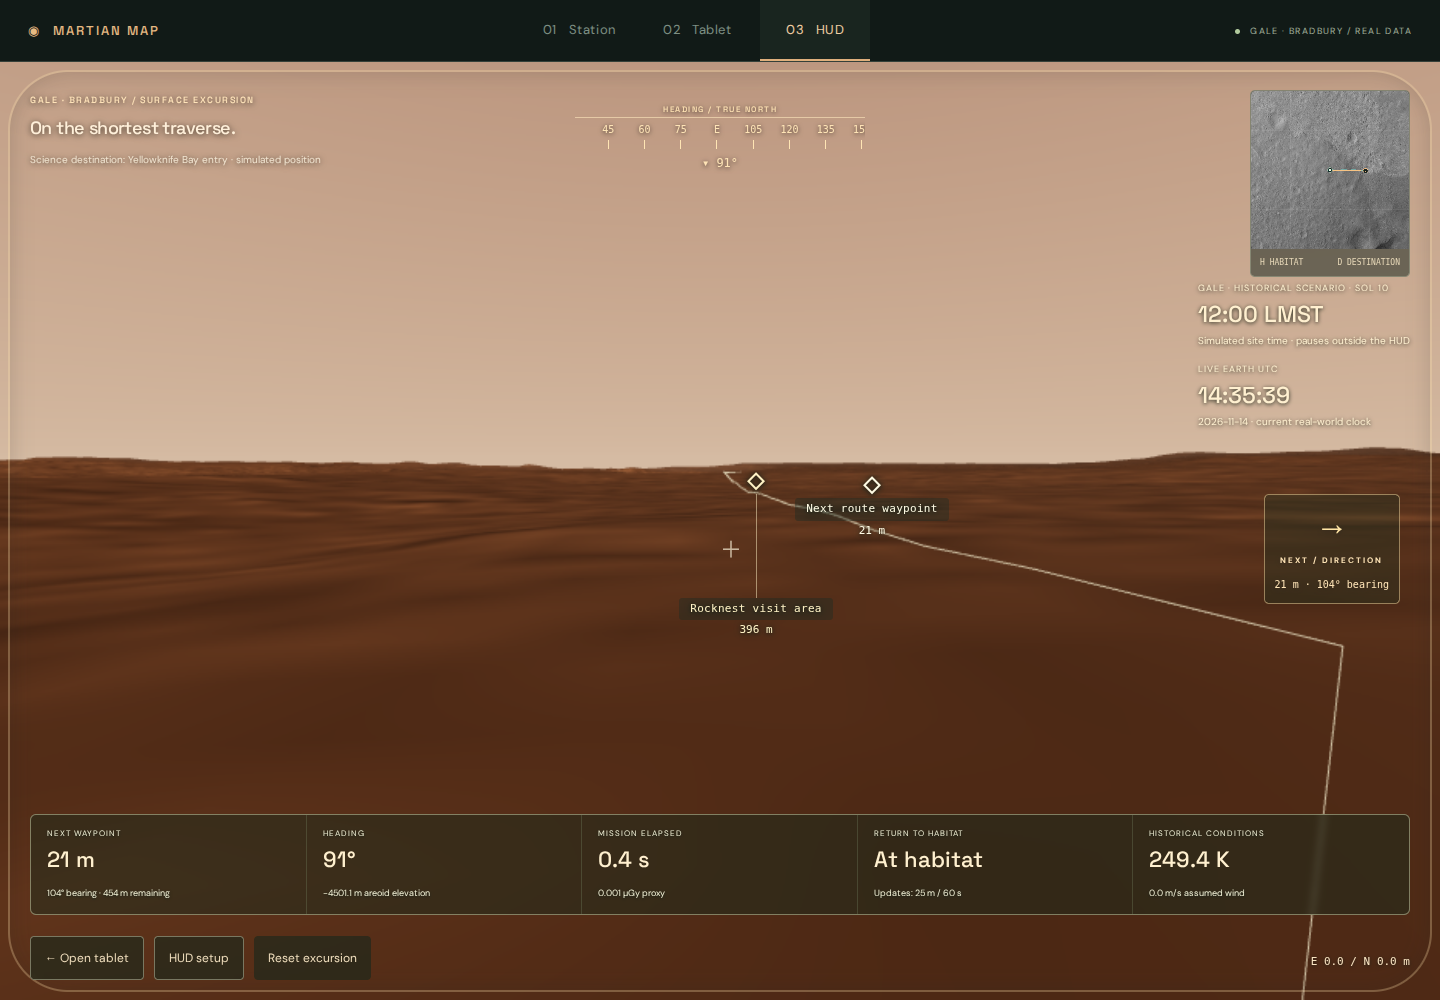 MARTIAN MAP
01 Station
02 Tablet
03 HUD
GALE · BRADBURY / REAL DATA
GALE · BRADBURY / SURFACE EXCURSION
On the shortest traverse.
Science destination: Yellowknife Bay entry · simulated position
HEADING / TRUE NORTH
45 60 75 E 105 120 135 15
▾ 91°
H HABITAT D DESTINATION
GALE · HISTORICAL SCENARIO · SOL 10
12:00 LMST
Simulated site time · pauses outside the HUD
LIVE EARTH UTC
14:35:39
2026-11-14 · current real-world clock
Next route waypoint
21 m
→
NEXT / DIRECTION
21 m · 104° bearing
Rocknest visit area
396 m
NEXT WAYPOINT
21 m
104° bearing · 454 m remaining
HEADING
91°
-4501.1 m areoid elevation
MISSION ELAPSED
0.4 s
0.001 µGy proxy
RETURN TO HABITAT
At habitat
Updates: 25 m / 60 s
HISTORICAL CONDITIONS
249.4 K
0.0 m/s assumed wind
← Open tablet
HUD setup
Reset excursion
E 0.0 / N 0.0 m